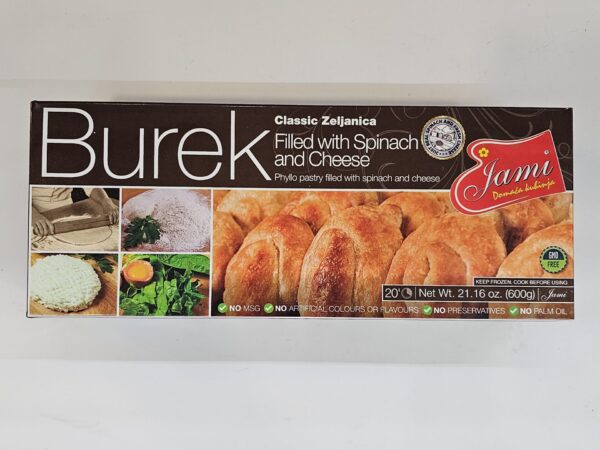 Burek
Classic Zeljanica
Filled with Spinach
and Cheese
Phyllo pastry filled with spinach and cheese
Jami
Domaća kuhinja
GMO
FREE
KEEP FROZEN. COOK BEFORE USING
20'
Net Wt. 21.16 oz. (600g)
Jami
NO MSG
NO ARTIFICIAL COLOURS OR FLAVOURS
NO PRESERVATIVES
NO PALM OIL